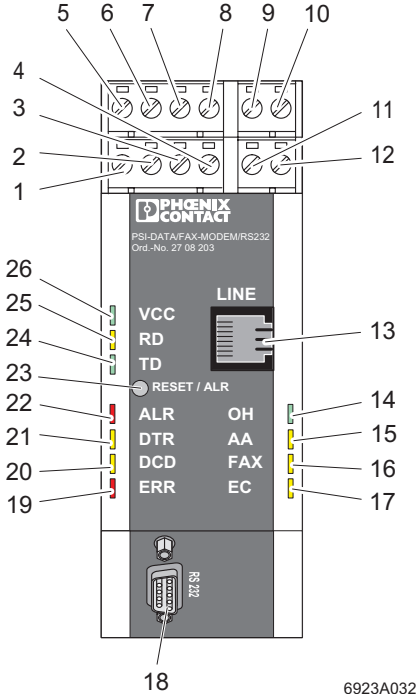 5 6 7 8 9 10
4
3
2
1
11
12
PHŒNIX
CONTACT
PSI-DATA/FAX-MODEM/RS232
Ord.-No. 27 08 203
LINE
26 VCC
25 RD
24 TD
13
23 RESET / ALR
22 ALR OH 14
21 DTR AA 15
20 DCD FAX 16
19 ERR EC 17
RS 232
18
6923A032